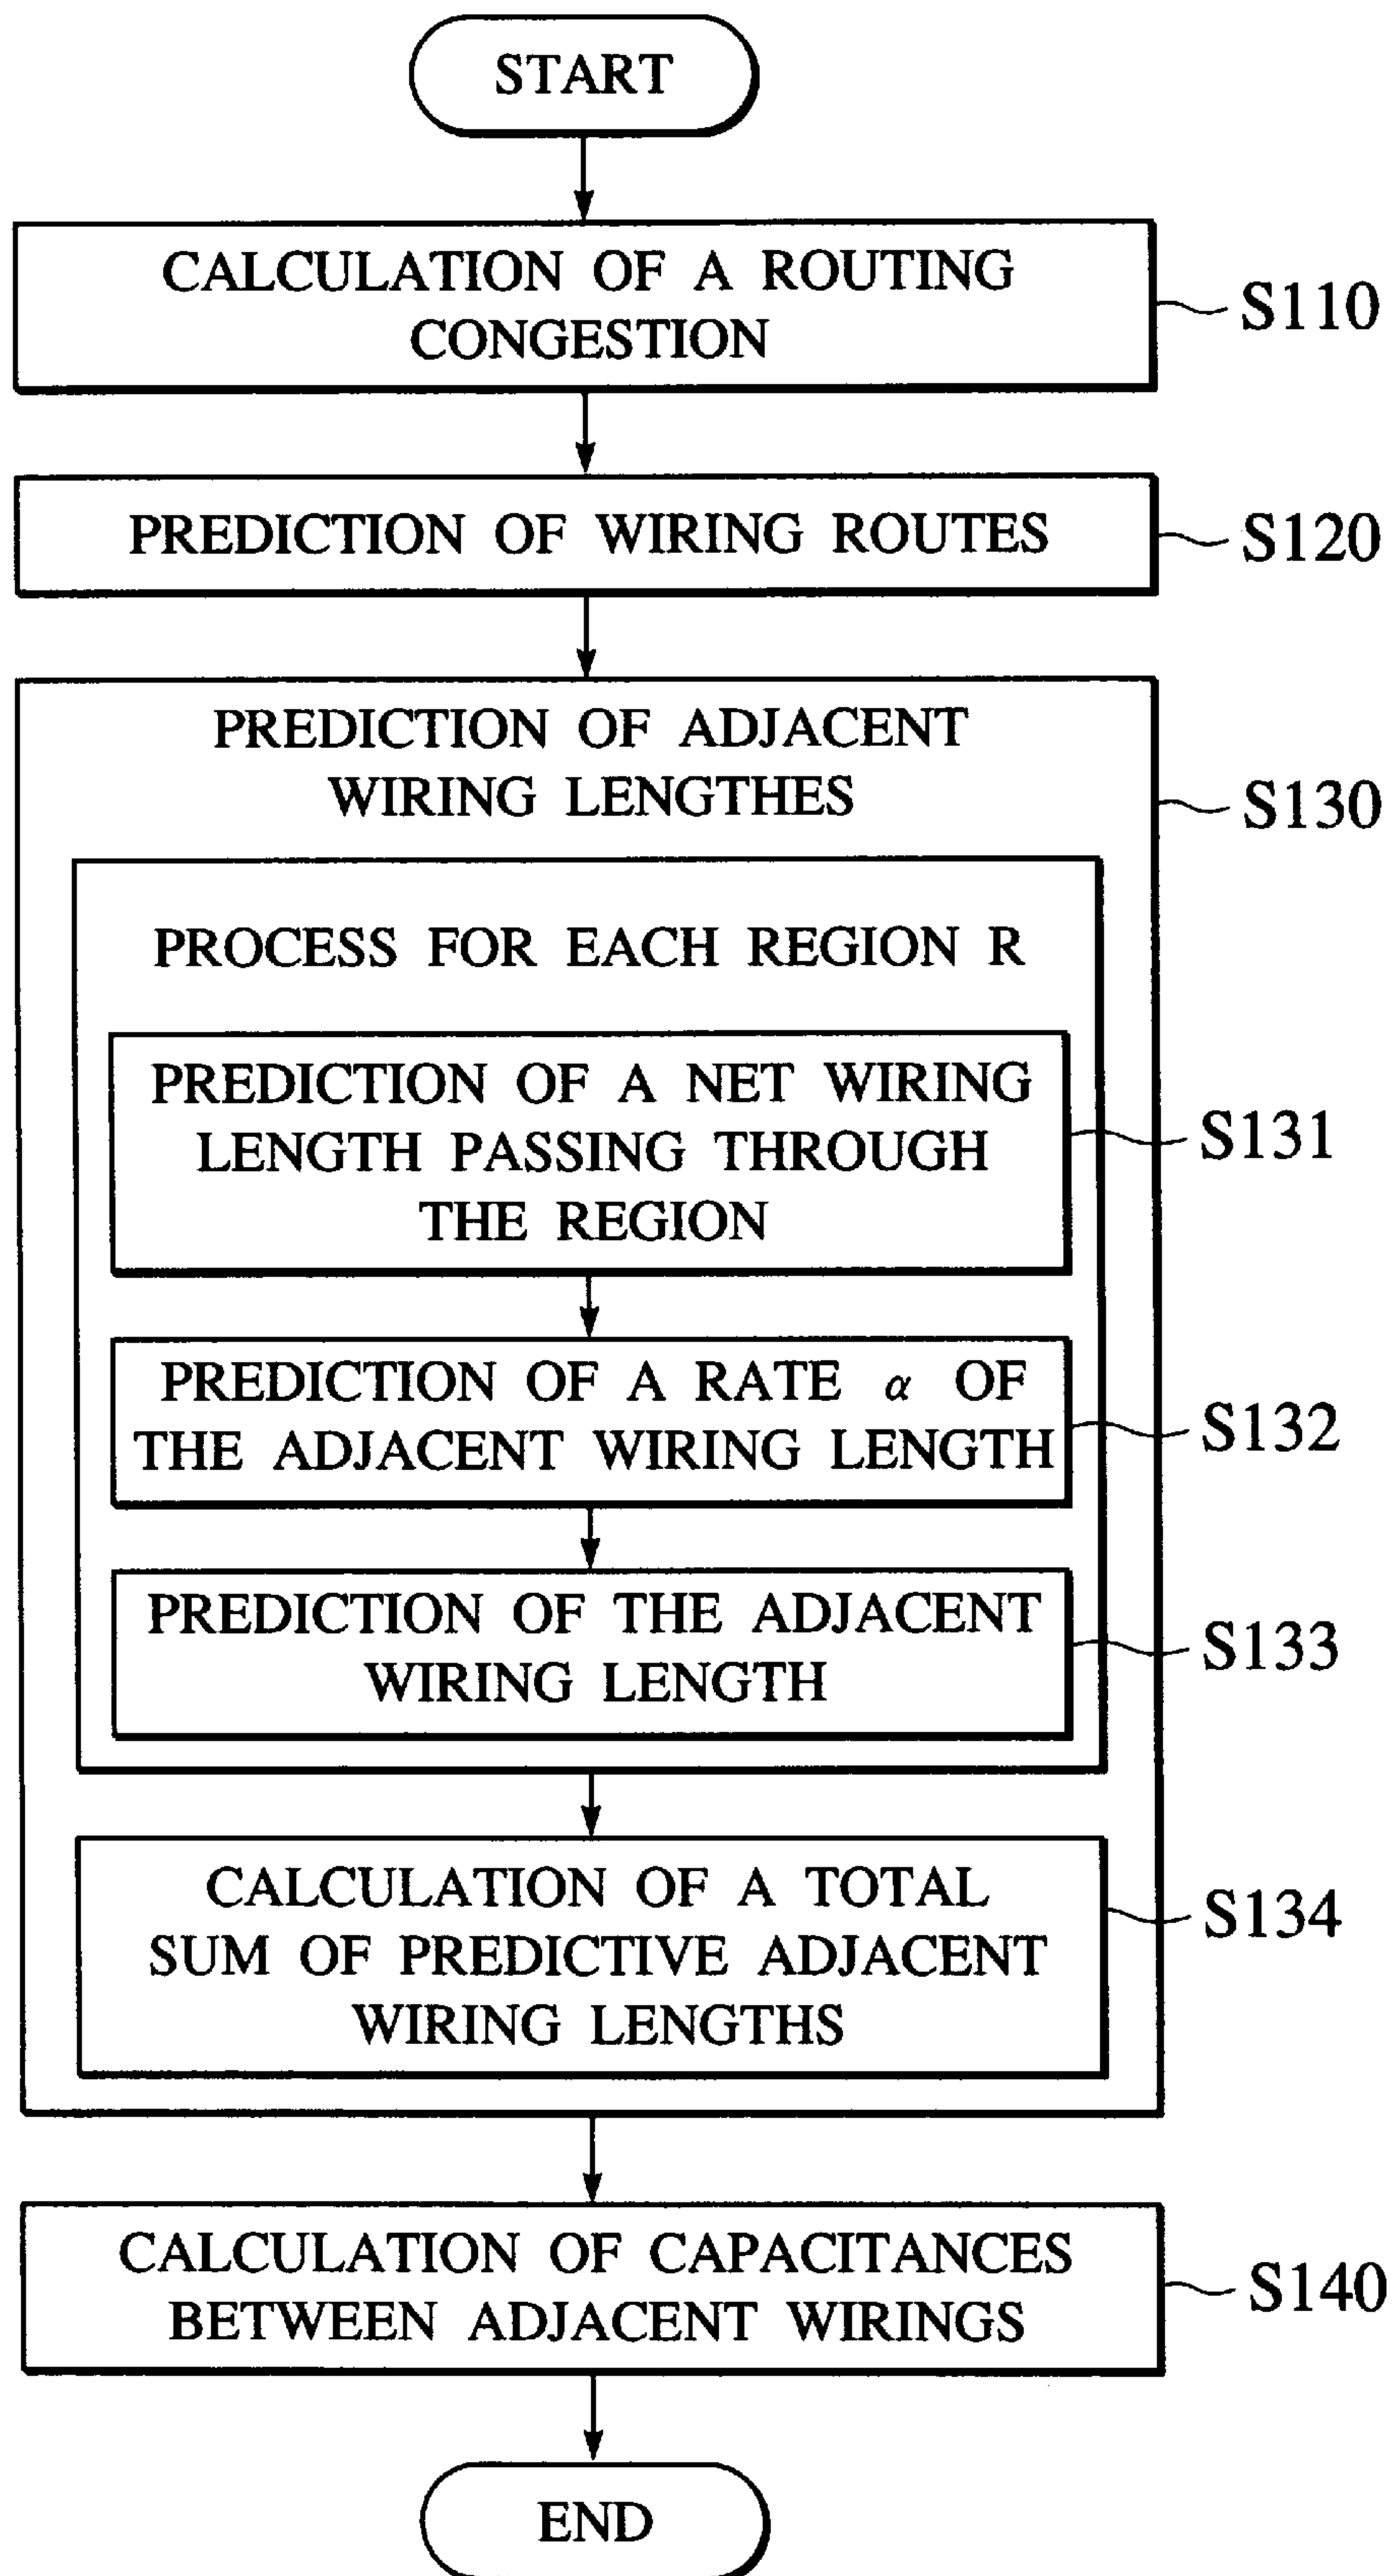 START
CALCULATION OF A ROUTING
CONGESTION
S110
PREDICTION OF WIRING ROUTES
S120
PREDICTION OF ADJACENT
WIRING LENGTHES
S130
PROCESS FOR EACH REGION R
PREDICTION OF A NET WIRING
LENGTH PASSING THROUGH
THE REGION
S131
PREDICTION OF A RATE α OF
THE ADJACENT WIRING LENGTH
S132
PREDICTION OF THE ADJACENT
WIRING LENGTH
S133
CALCULATION OF A TOTAL
SUM OF PREDICTIVE ADJACENT
WIRING LENGTHS
S134
CALCULATION OF CAPACITANCES
BETWEEN ADJACENT WIRINGS
S140
END